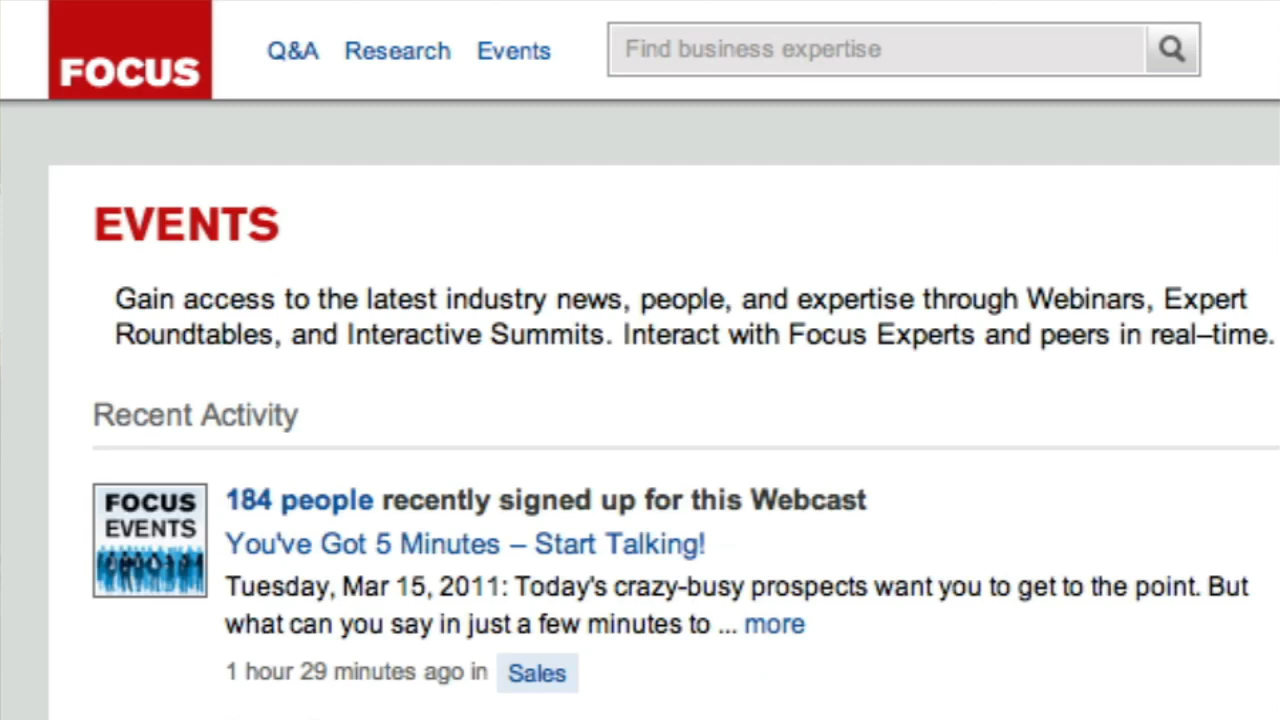 FOCUS
Q&A Research Events
Find business expertise
EVENTS
Gain access to the latest industry news, people, and expertise through Webinars, Expert
Roundtables, and Interactive Summits. Interact with Focus Experts and peers in real–time.
Recent Activity
FOCUS
EVENTS
184 people recently signed up for this Webcast
You've Got 5 Minutes – Start Talking!
Tuesday, Mar 15, 2011: Today's crazy-busy prospects want you to get to the point. But
what can you say in just a few minutes to ... more
1 hour 29 minutes ago in Sales